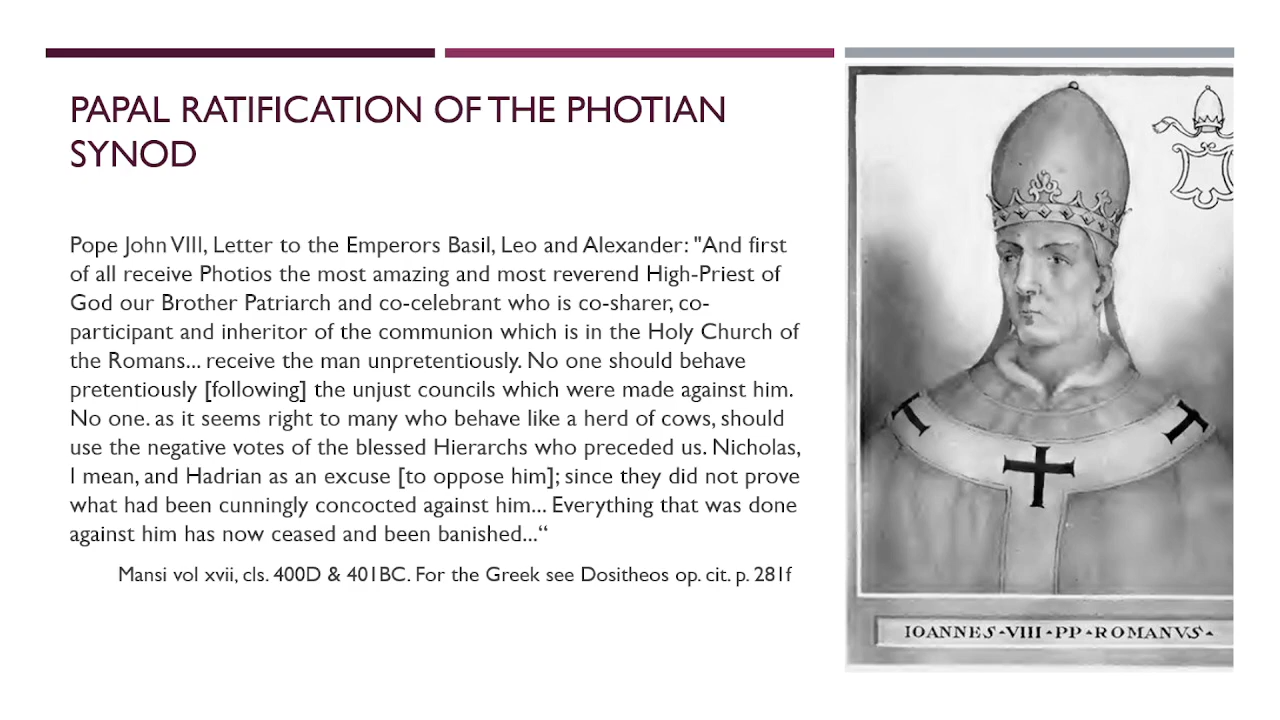 PAPAL RATIFICATION OF THE PHOTIAN
SYNOD
Pope John VIII, Letter to the Emperors Basil, Leo and Alexander: "And first
of all receive Photios the most amazing and most reverend High-Priest of
God our Brother Patriarch and co-celebrant who is co-sharer, co-
participant and inheritor of the communion which is in the Holy Church of
the Romans... receive the man unpretentiously. No one should behave
pretentiously [following] the unjust councils which were made against him.
No one. as it seems right to many who behave like a herd of cows, should
use the negative votes of the blessed Hierarchs who preceded us. Nicholas,
I mean, and Hadrian as an excuse [to oppose him]; since they did not prove
what had been cunningly concocted against him... Everything that was done
against him has now ceased and been banished...“
Mansi vol xvii, cls. 400D & 401BC. For the Greek see Dositheos op. cit. p. 281f
IOANNES·VIII·PP·ROMANVS·